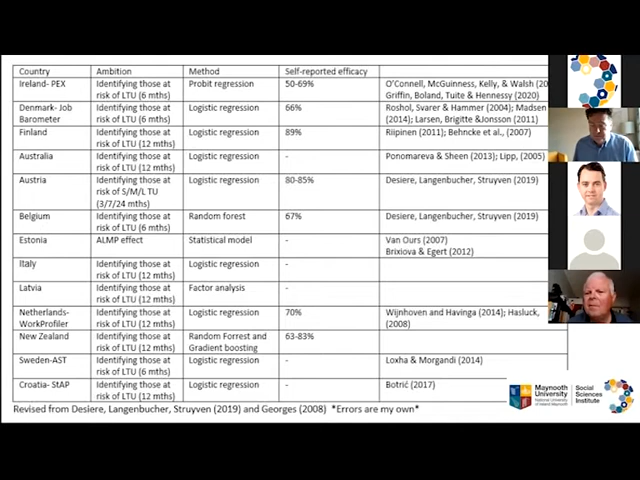 Country Ambition Method Self-reported efficacy
Ireland- PEX Identifying those at Probit regression 50-69% O'Connell, McGuinness, Kelly, & Walsh (20
risk of LTU (6 mths) Griffin, Boland, Tuite & Hennessy (2020)
Denmark- Job Identifying those at Logistic regression 66% Roshol, Svarer & Hammer (2004); Madsen
Barometer risk of LTU (6 mths) (2014); Larsen, Brigitte &Jonsson (2011)
Finland Identifying those at Logistic regression 89% Riipinen (2011); Behncke et al., (2007)
risk of LTU (12 mths)
Australia Identifying those at Logistic regression - Ponomareva & Sheen (2013); Lipp, (2005)
risk of LTU (12 mths)
Austria Identifying those at Logistic regression 80-85% Desiere, Langenbucher, Struyven (2019)
risk of S/M/L TU
(3/7/24 mths)
Belgium Identifying those at Random forest 67% Desiere, Langenbucher, Struyven (2019)
risk of LTU (6 mths)
Estonia ALMP effect Statistical model - Van Ours (2007)
Brixiova & Egert (2012)
Italy Identifying those at Logistic regression -
risk of LTU (12 mths)
Latvia Identifying those at Factor analysis -
risk of LTU (12 mths)
Netherlands- Identifying those at Logistic regression 70% Wijnhoven and Havinga (2014); Hasluck,
WorkProfiler risk of LTU (12 mths) (2008)
New Zealand Identifying those at Random Forrest and 63-83%
risk of LTU (12 mths) Gradient boosting
Sweden-AST Identifying those at Logistic regression - Loxha & Morgandi (2014)
risk of LTU (6 mths)
Croatia- StAP Identifying those at Logistic regression - Botrić (2017)
risk of LTU (12 mths)
Revised from Desiere, Langenbucher, Struyven (2019) and Georges (2008) *Errors are my own*
Maynooth
University
National University
of Ireland Maynooth
Social
Sciences
Institute